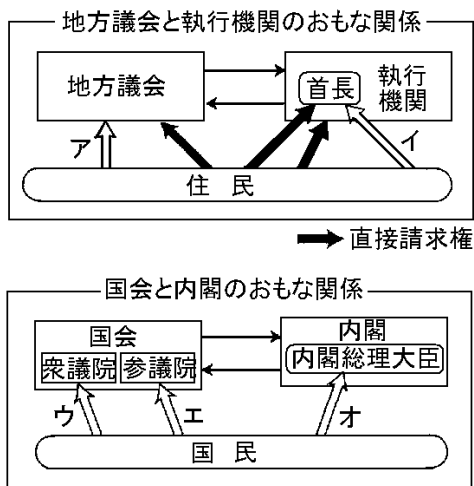 地方議会と執行機関のおもな関係
地方議会
首長
執行
機関
ア
イ
住 民
直接請求権
国会と内閣のおもな関係
国会
衆議院 参議院
内閣
内閣総理大臣
ウ
エ
オ
国 民